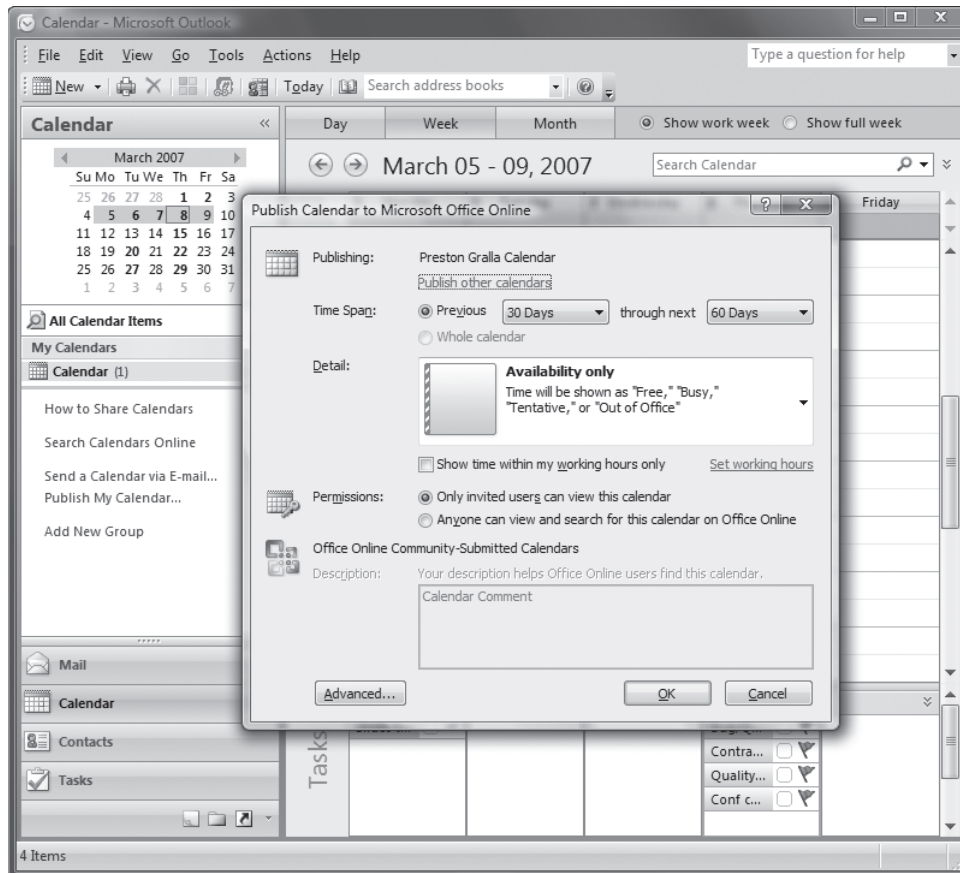 Calendar - Microsoft Outlook
File Edit View Go Tools Actions Help
Type a question for help
New Today Search address books
Calendar «
March 2007
Su Mo Tu We Th Fr Sa
25 26 27 28 1 2 3
4 5 6 7 8 9 10
11 12 13 14 15 16 17
18 19 20 21 22 23 24
25 26 27 28 29 30 31
1 2 3 4 5 6 7
All Calendar Items
My Calendars
Calendar (1)
How to Share Calendars
Search Calendars Online
Send a Calendar via E-mail...
Publish My Calendar...
Add New Group
Mail
Calendar
Contacts
Tasks
4 Items
Day Week Month Show work week Show full week
March 05 - 09, 2007
Search Calendar
Friday
Publish Calendar to Microsoft Office Online
Publishing: Preston Gralla Calendar
Publish other calendars
Time Span: Previous 30 Days through next 60 Days
Whole calendar
Detail: Availability only
Time will be shown as "Free," "Busy,"
"Tentative," or "Out of Office"
Show time within my working hours only Set working hours
Permissions: Only invited users can view this calendar
Anyone can view and search for this calendar on Office Online
Office Online Community-Submitted Calendars
Description: Your description helps Office Online users find this calendar.
Calendar Comment
Advanced... OK Cancel
Tasks
Contra...
Quality...
Conf c...